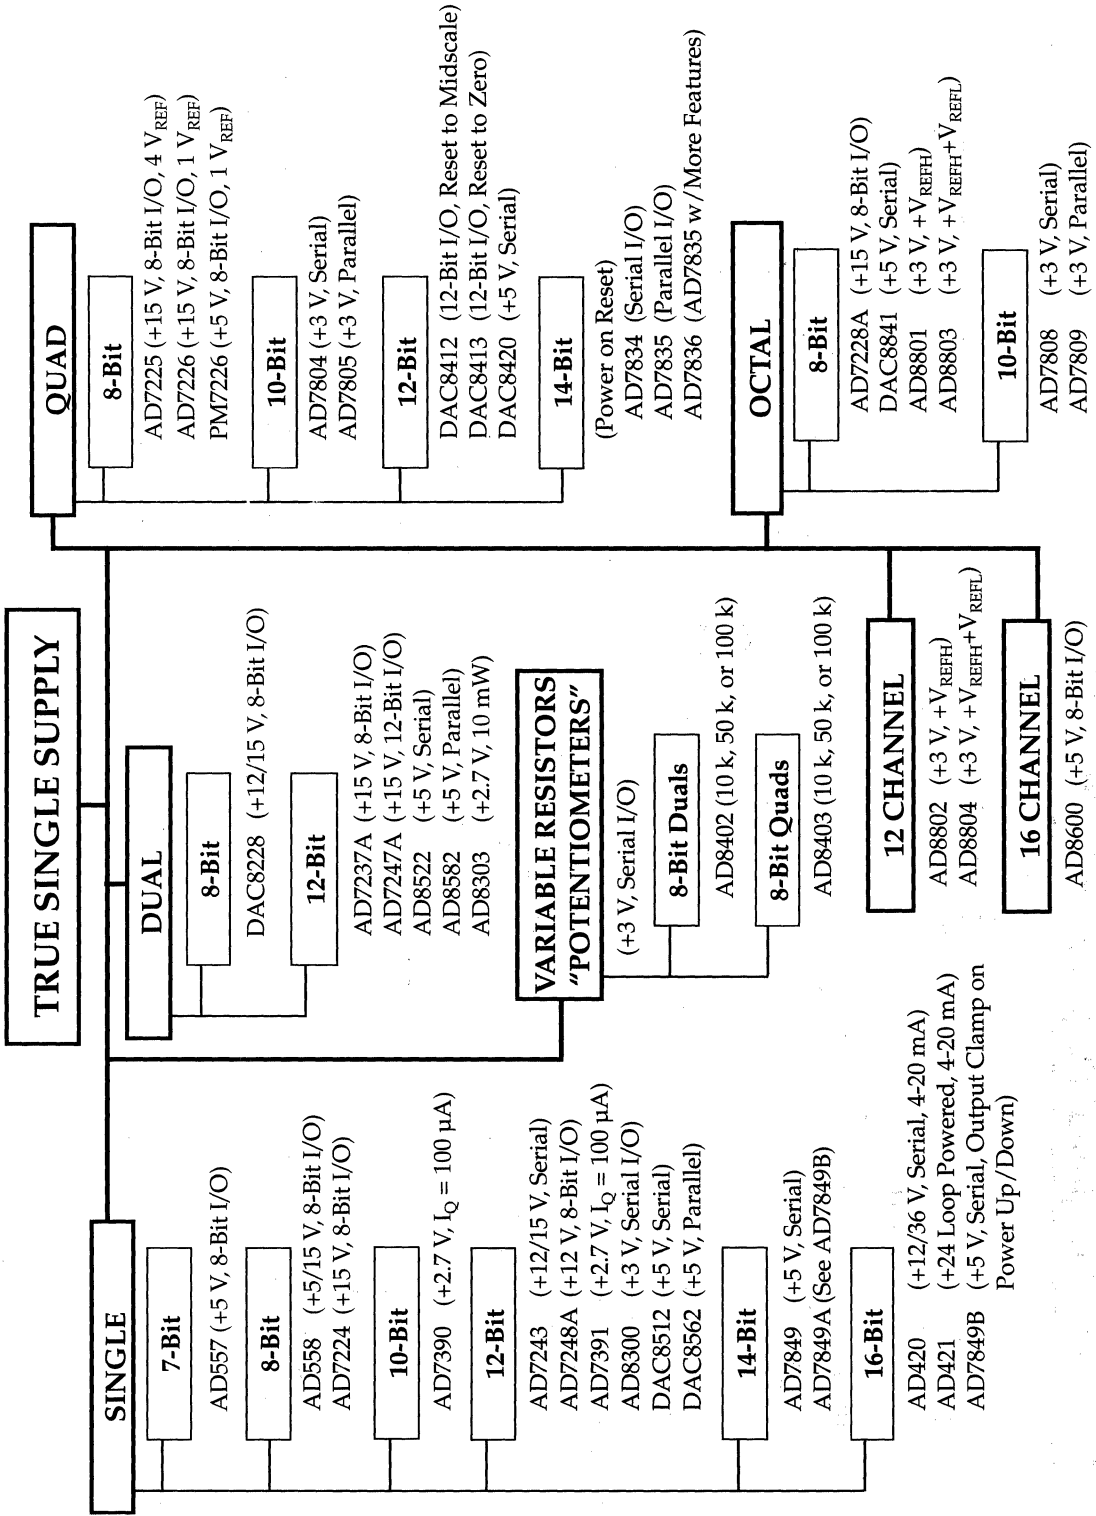 TRUE SINGLE SUPPLY
SINGLE
7-Bit
AD557 (+5 V, 8-Bit I/O)
8-Bit
AD558 (+5/15 V, 8-Bit I/O)
AD7224 (+15 V, 8-Bit I/O)
10-Bit
AD7390 (+2.7 V, I_Q = 100 µA)
12-Bit
AD7243 (+12/15 V, Serial)
AD7248A (+12 V, 8-Bit I/O)
AD7391 (+2.7 V, I_Q = 100 µA)
AD8300 (+3 V, Serial I/O)
DAC8512 (+5 V, Serial)
DAC8562 (+5 V, Parallel)
14-Bit
AD7849 (+5 V, Serial)
AD7849A (See AD7849B)
16-Bit
AD420 (+12/36 V, Serial, 4-20 mA)
AD421 (+24 Loop Powered, 4-20 mA)
AD7849B (+5 V, Serial, Output Clamp on
Power Up/Down)
DUAL
8-Bit
DAC8228 (+12/15 V, 8-Bit I/O)
12-Bit
AD7237A (+15 V, 8-Bit I/O)
AD7247A (+15 V, 12-Bit I/O)
AD8522 (+5 V, Serial)
AD8582 (+5 V, Parallel)
AD8303 (+2.7 V, 10 mW)
VARIABLE RESISTORS
"POTENTIOMETERS"
(+3 V, Serial I/O)
8-Bit Duals
AD8402 (10 k, 50 k, or 100 k)
8-Bit Quads
AD8403 (10 k, 50 k, or 100 k)
12 CHANNEL
AD8802 (+3 V, +V_REFH)
AD8804 (+3 V, +V_REFH+V_REFL)
16 CHANNEL
AD8600 (+5 V, 8-Bit I/O)
QUAD
8-Bit
AD7225 (+15 V, 8-Bit I/O, 4 V_REF)
AD7226 (+15 V, 8-Bit I/O, 1 V_REF)
PM7226 (+5 V, 8-Bit I/O, 1 V_REF)
10-Bit
AD7804 (+3 V, Serial)
AD7805 (+3 V, Parallel)
12-Bit
DAC8412 (12-Bit I/O, Reset to Midscale)
DAC8413 (12-Bit I/O, Reset to Zero)
DAC8420 (+5 V, Serial)
14-Bit
(Power on Reset)
AD7834 (Serial I/O)
AD7835 (Parallel I/O)
AD7836 (AD7835 w/More Features)
OCTAL
8-Bit
AD7228A (+15 V, 8-Bit I/O)
DAC8841 (+5 V, Serial)
AD8801 (+3 V, +V_REFH)
AD8803 (+3 V, +V_REFH+V_REFL)
10-Bit
AD7808 (+3 V, Serial)
AD7809 (+3 V, Parallel)